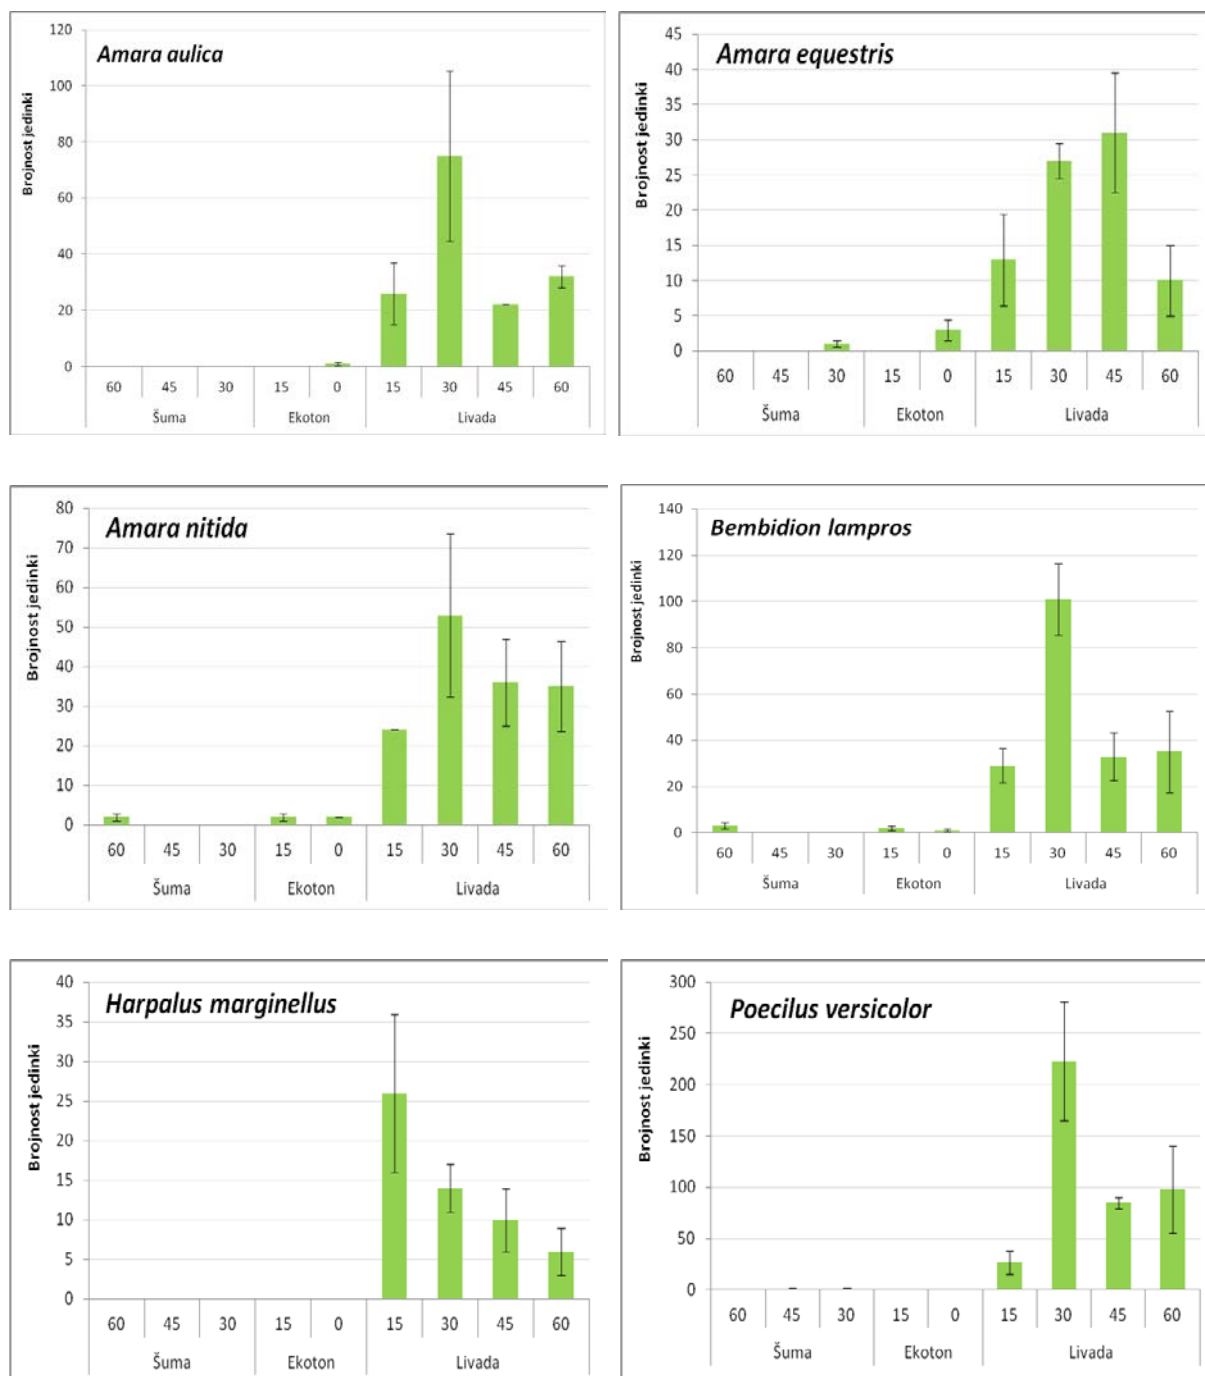 Amara aulica
Brojnost jedinki
120
100
80
60
40
20
0
60 45 30 15 0 15 30 45 60
Šuma Ekoton Livada
Amara equestris
Brojnost jedinki
45
40
35
30
25
20
15
10
5
0
60 45 30 15 0 15 30 45 60
Šuma Ekoton Livada
Amara nitida
Brojnost jedinki
80
70
60
50
40
30
20
10
0
60 45 30 15 0 15 30 45 60
Šuma Ekoton Livada
Bembidion lampros
Brojnost jedinki
140
120
100
80
60
40
20
0
60 45 30 15 0 15 30 45 60
Šuma Ekoton Livada
Harpalus marginellus
Brojnost jedinki
40
35
30
25
20
15
10
5
0
60 45 30 15 0 15 30 45 60
Šuma Ekoton Livada
Poecilus versicolor
Brojnost jedinki
300
250
200
150
100
50
0
60 45 30 15 0 15 30 45 60
Šuma Ekoton Livada